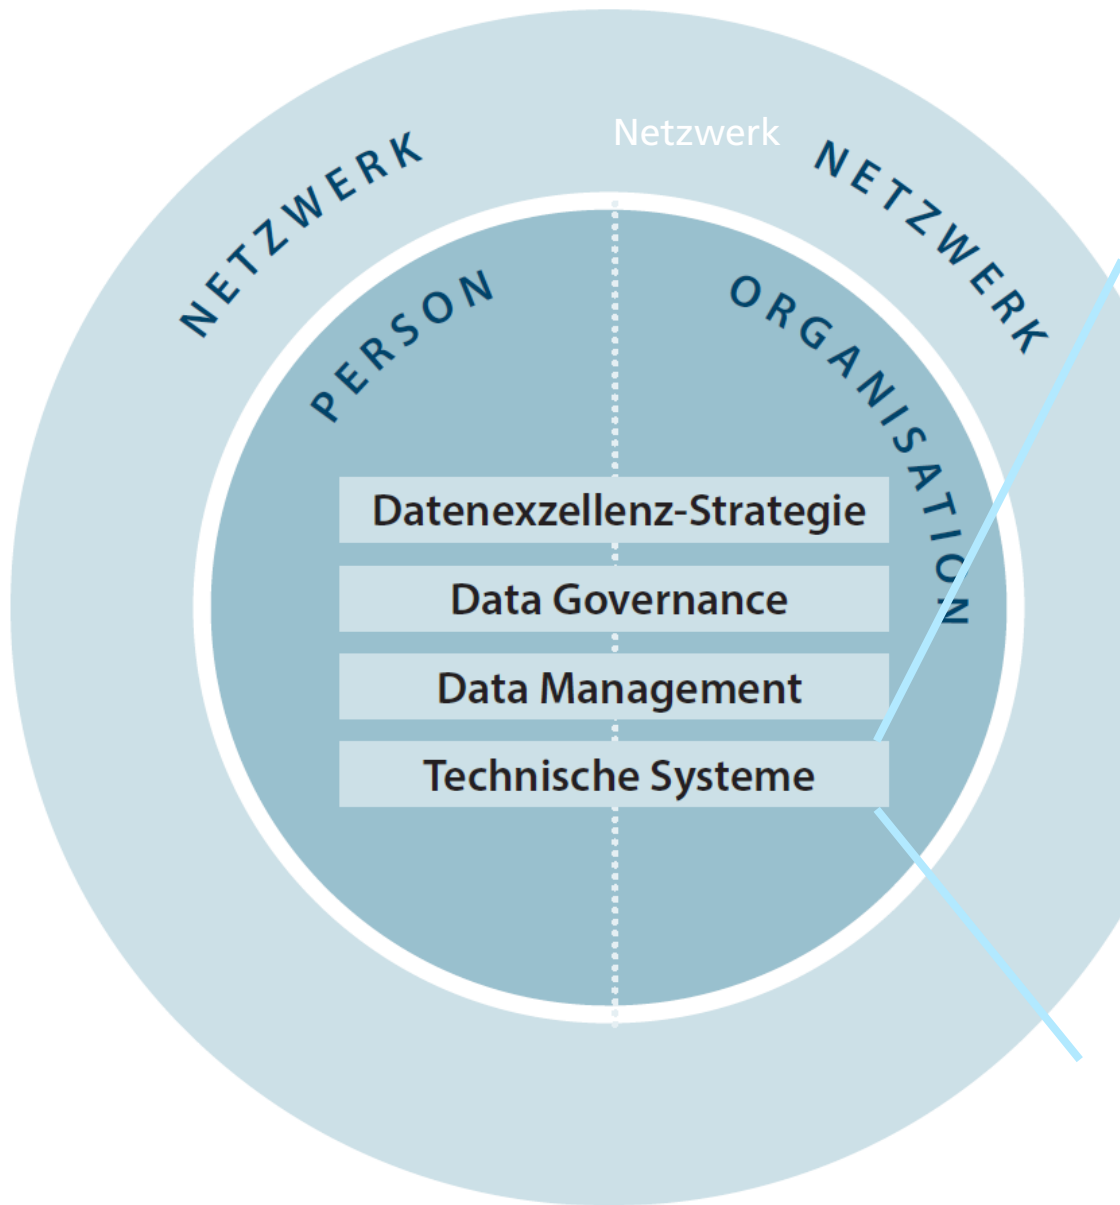 Netzwerk
NETZWERK
NETZWERK
PERSON
ORGANISATION
Datenexzellenz-Strategie
Data Governance
Data Management
Technische Systeme